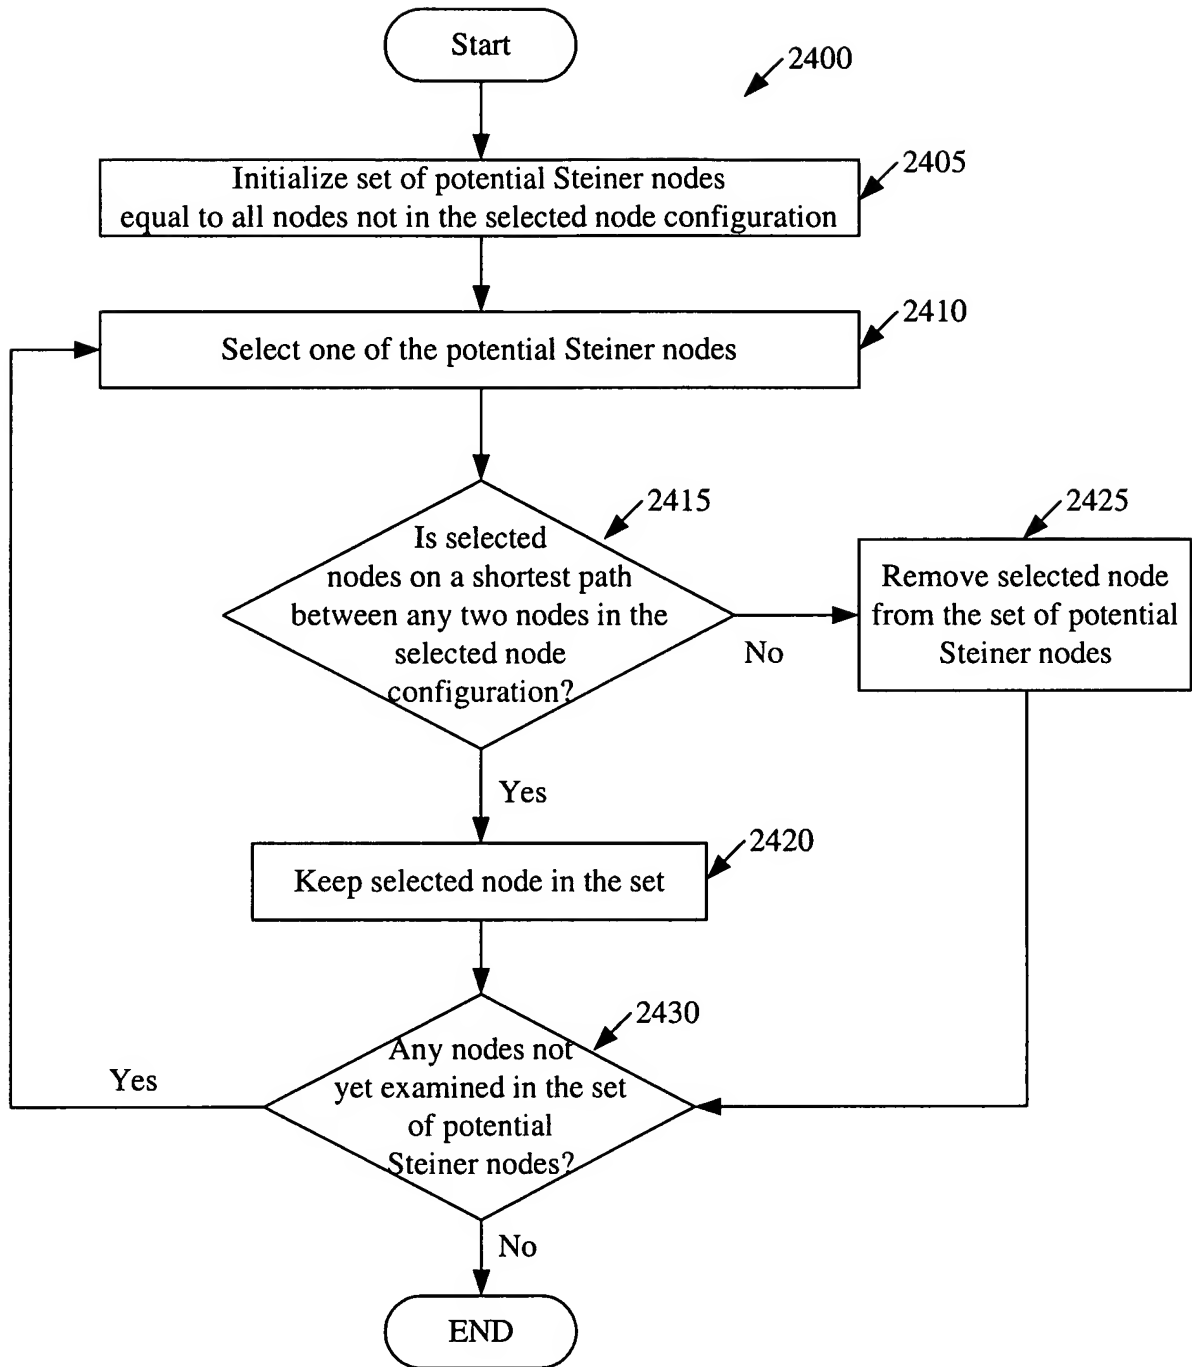 Start
2400
2405
Initialize set of potential Steiner nodes
equal to all nodes not in the selected node configuration
2410
Select one of the potential Steiner nodes
2415
Is selected
nodes on a shortest path
between any two nodes in the
selected node
configuration?
2425
Remove selected node
from the set of potential
Steiner nodes
No
Yes
2420
Keep selected node in the set
2430
Any nodes not
yet examined in the set
of potential
Steiner nodes?
Yes
No
END